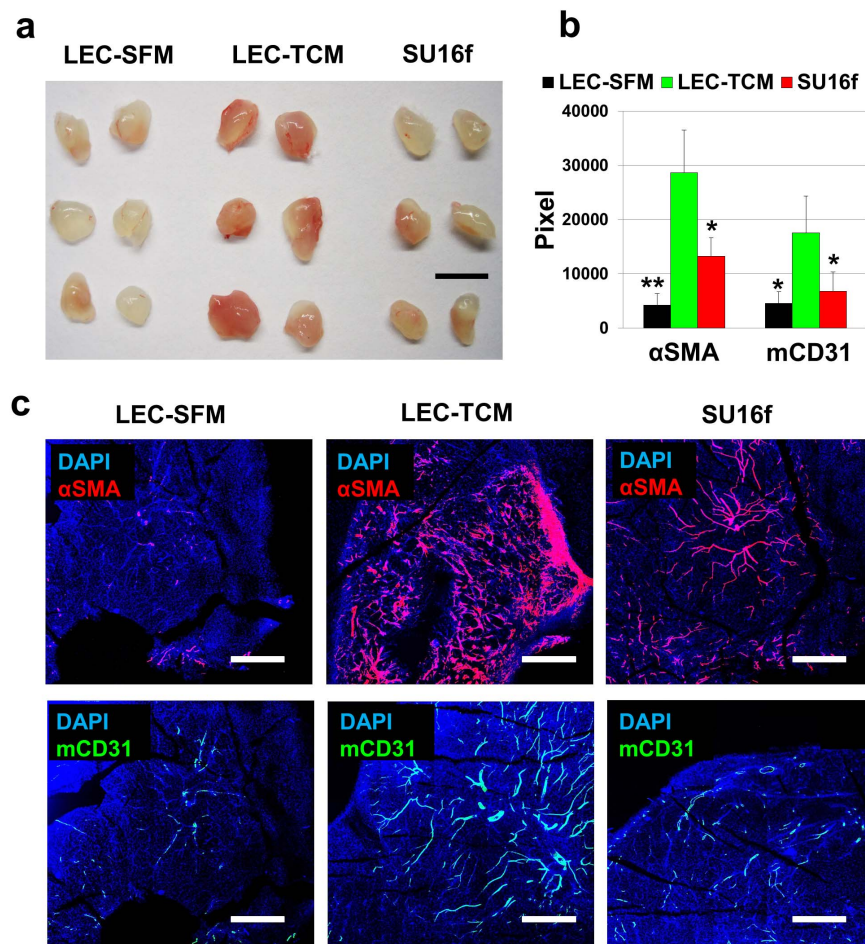 a
LEC-SFM LEC-TCM SU16f
b
LEC-SFM LEC-TCM SU16f
Pixel
40000
30000
20000
10000
0
** * * *
αSMA mCD31
c
LEC-SFM LEC-TCM SU16f
DAPI
αSMA
DAPI
αSMA
DAPI
αSMA
DAPI
mCD31
DAPI
mCD31
DAPI
mCD31